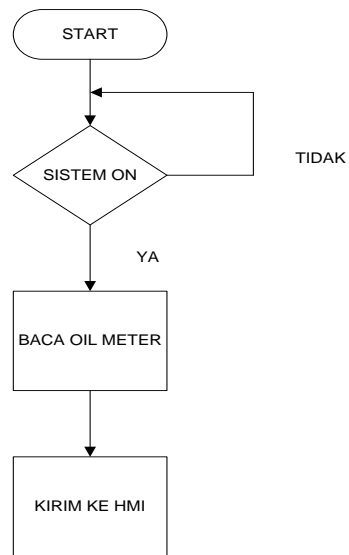 START
SISTEM ON
TIDAK
YA
BACA OIL METER
KIRIM KE HMI